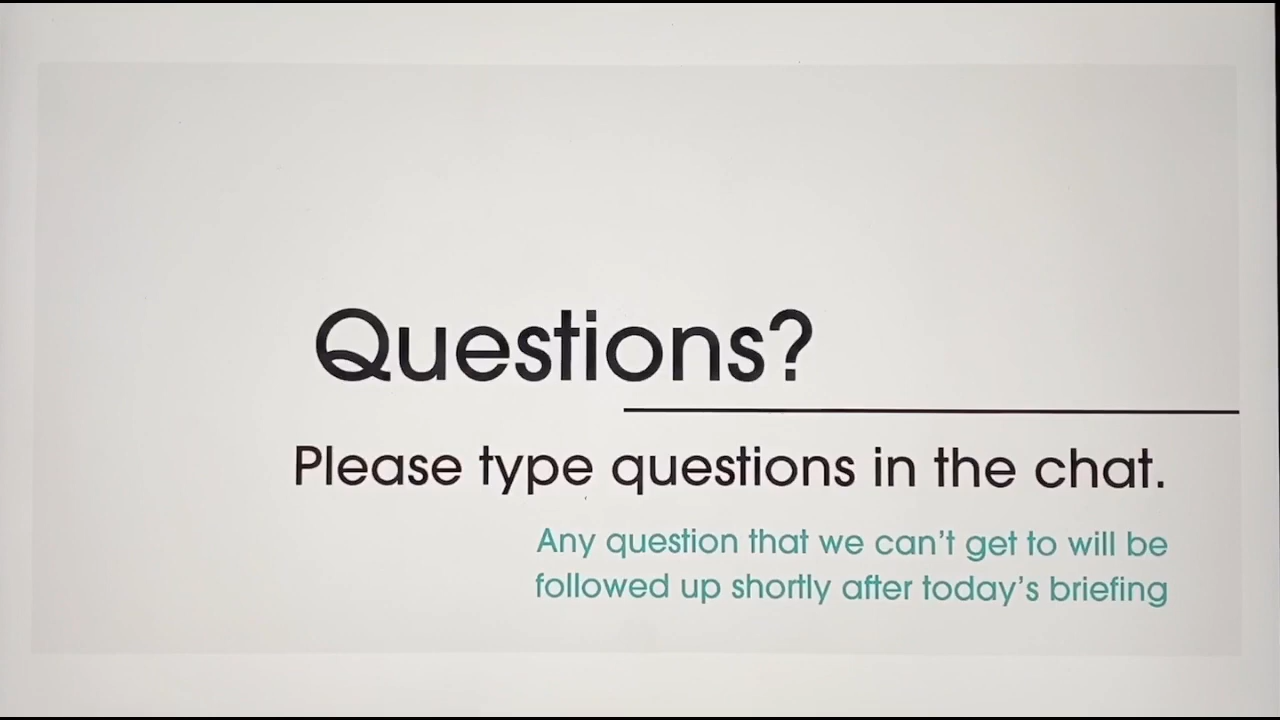 Questions?
Please type questions in the chat.
Any question that we can't get to will be
followed up shortly after today's briefing